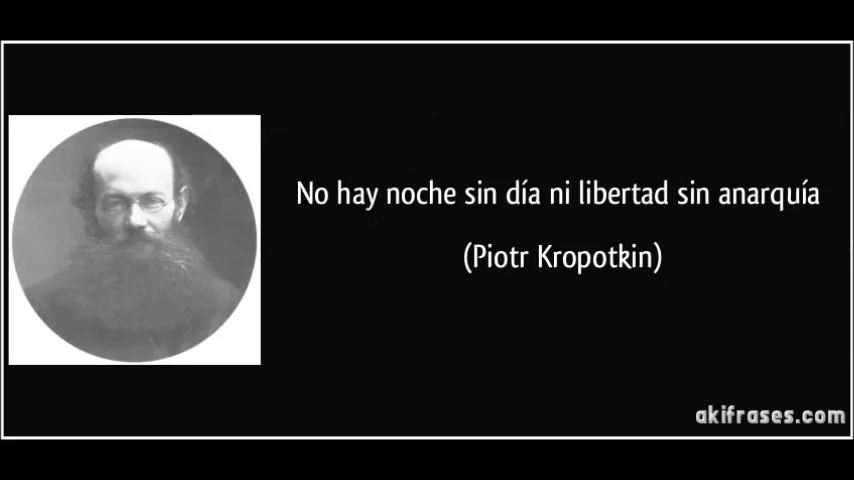 No hay noche sin día ni libertad sin anarquía
(Piotr Kropotkin)
akifrases.com